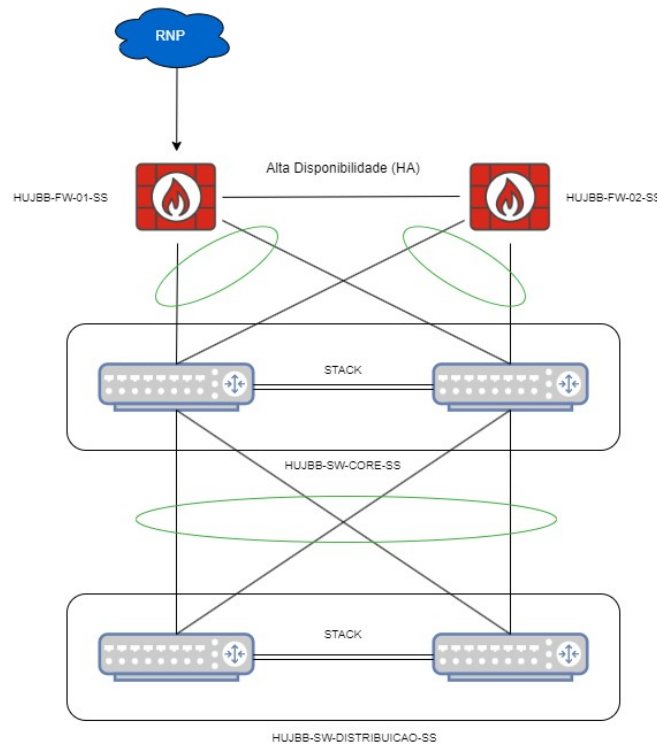 RNP
Alta Disponibilidade (HA)
HUJBB-FW-01-SS
HUJBB-FW-02-SS
STACK
HUJBB-SW-CORE-SS
STACK
HUJBB-SW-DISTRIBUICAO-SS